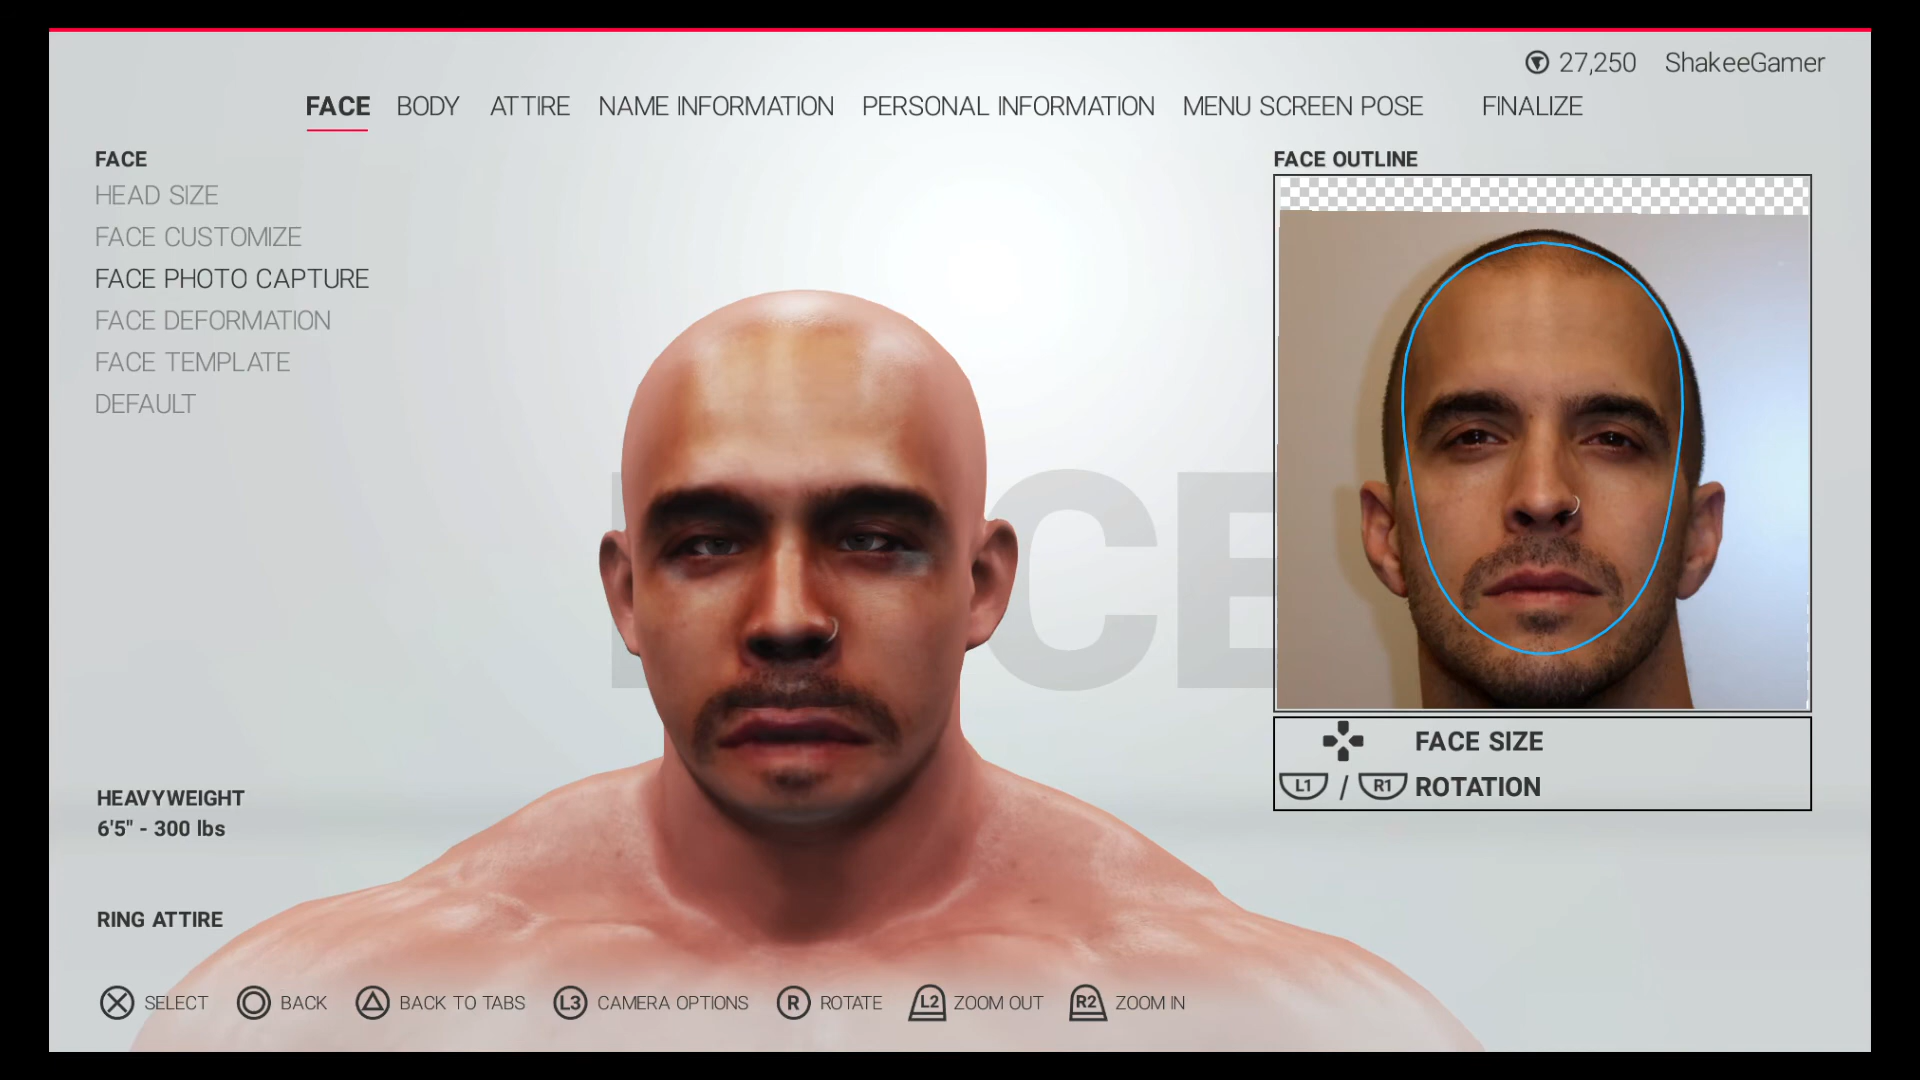 27,250 ShakeeGamer
FACE BODY ATTIRE NAME INFORMATION PERSONAL INFORMATION MENU SCREEN POSE FINALIZE
FACE
HEAD SIZE
FACE CUSTOMIZE
FACE PHOTO CAPTURE
FACE DEFORMATION
FACE TEMPLATE
DEFAULT
FACE OUTLINE
FACE SIZE
L1 / R1 ROTATION
HEAVYWEIGHT
6'5" - 300 lbs
RING ATTIRE
SELECT BACK BACK TO TABS L3 CAMERA OPTIONS R ROTATE L2 ZOOM OUT R2 ZOOM IN